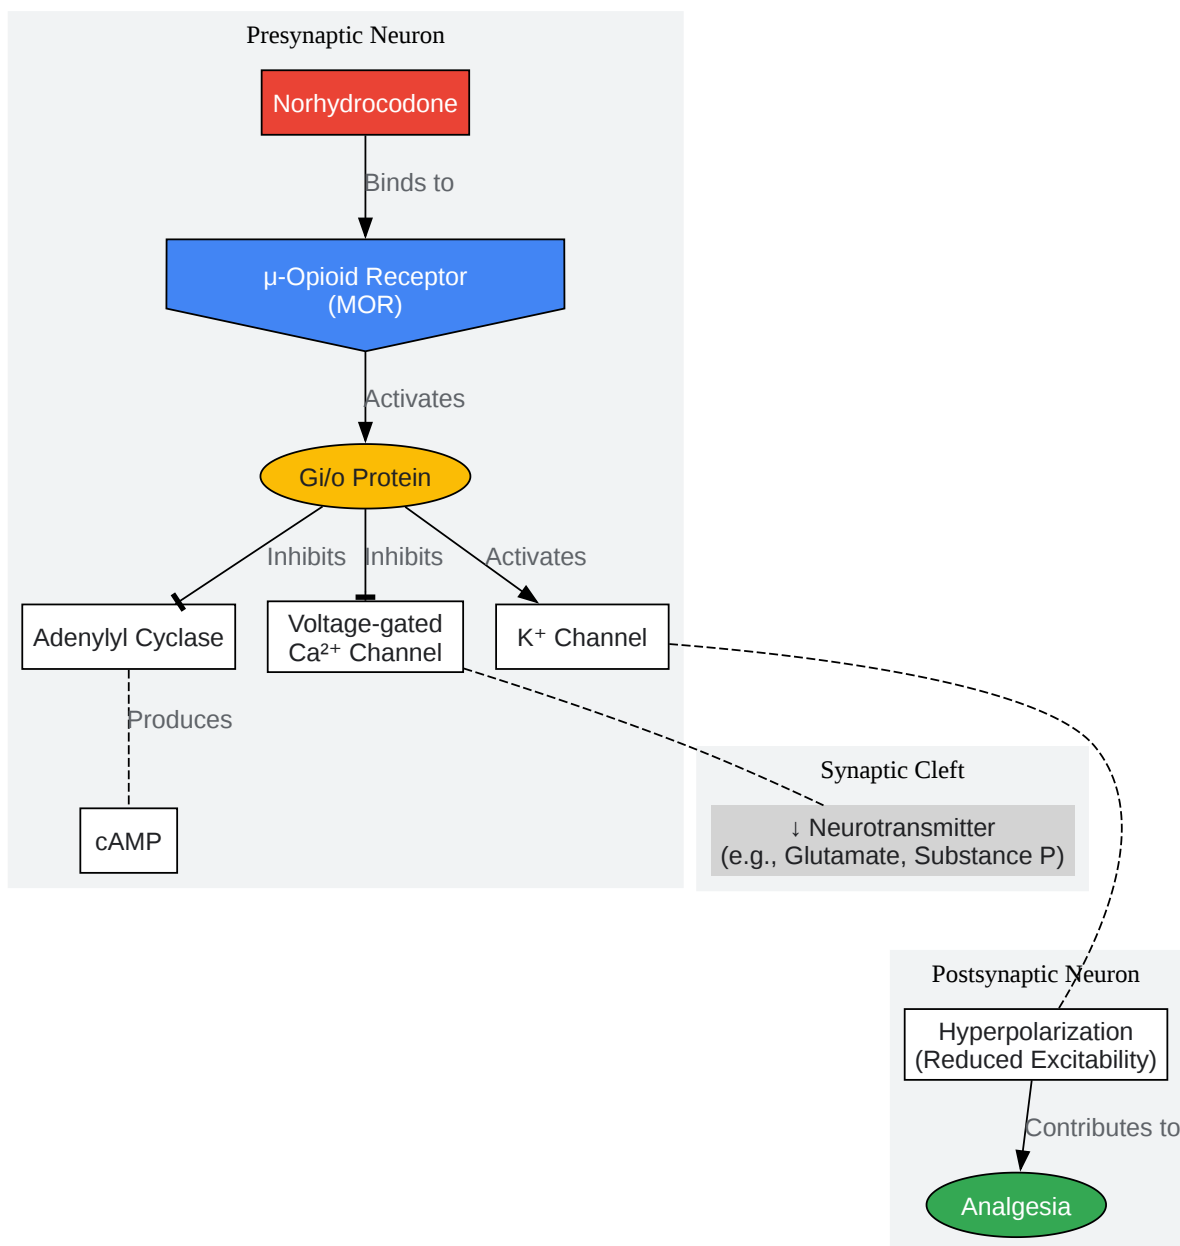 Presynaptic Neuron
Norhydrocodone
Binds to
μ-Opioid Receptor
(MOR)
Activates
Gi/o Protein
Inhibits
Inhibits
Activates
Adenylyl Cyclase
Voltage-gated
Ca²⁺ Channel
K⁺ Channel
Produces
cAMP
Synaptic Cleft
↓ Neurotransmitter
(e.g., Glutamate, Substance P)
Postsynaptic Neuron
Hyperpolarization
(Reduced Excitability)
Contributes to
Analgesia